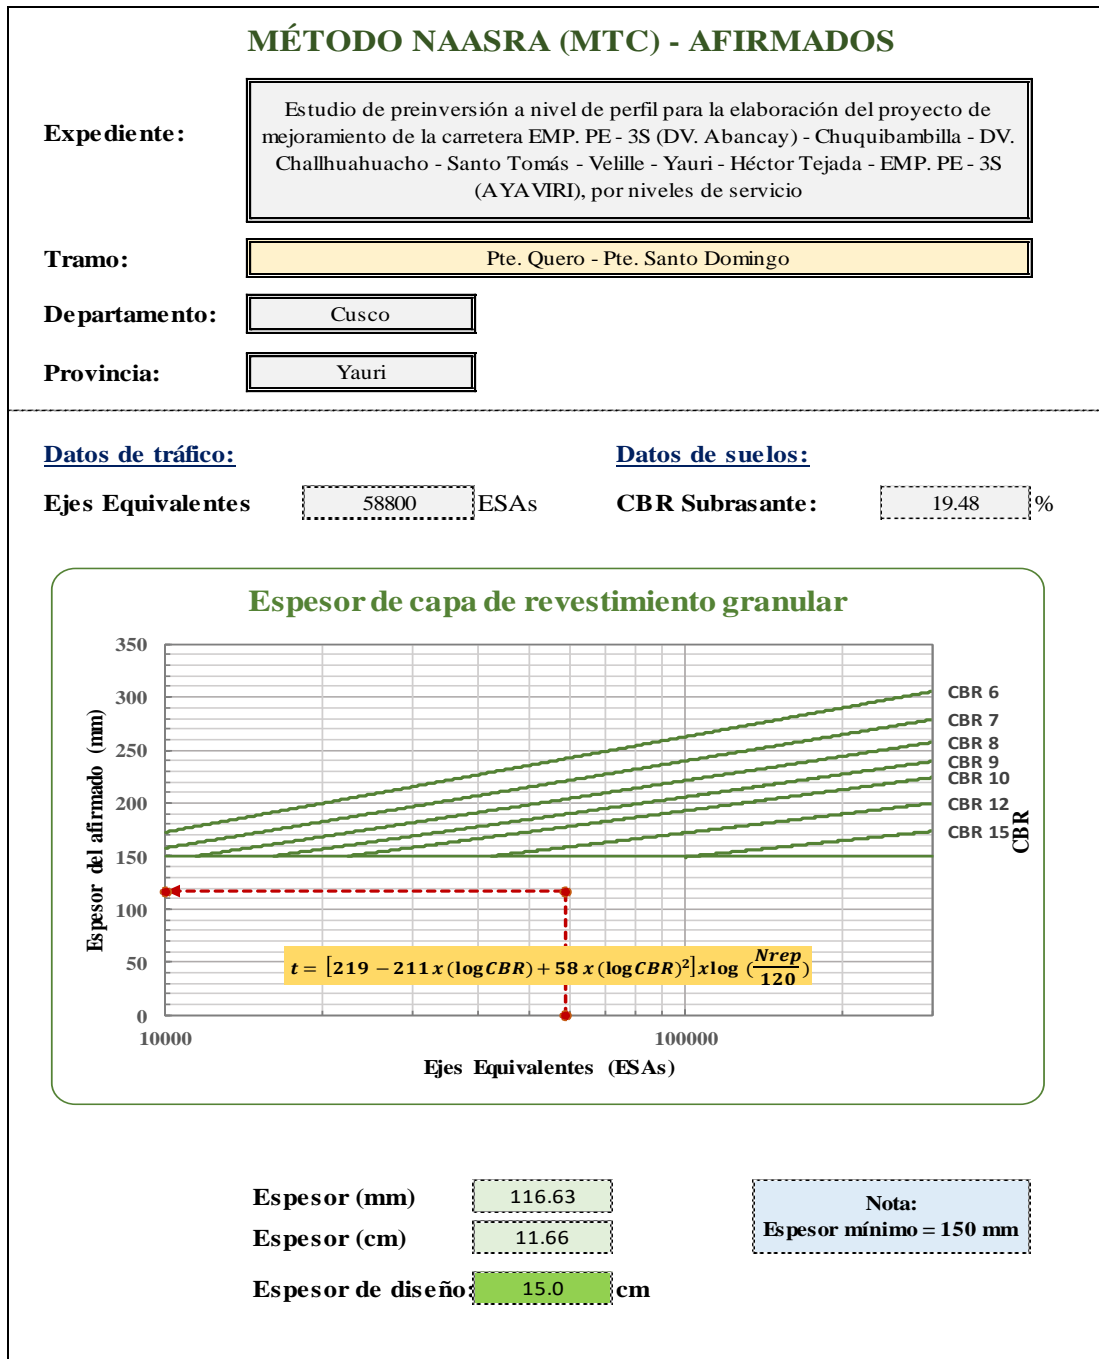 MÉTODO NAASRA (MTC) - AFIRMADOS
Expediente:
Estudio de preinversión a nivel de perfil para la elaboración del proyecto de
mejoramiento de la carretera EMP. PE - 3S (DV. Abancay) - Chuquibambilla - DV.
Challhuahuacho - Santo Tomás - Velille - Yauri - Héctor Tejada - EMP. PE - 3S
(AYAVIRI), por niveles de servicio
Tramo: Pte. Quero - Pte. Santo Domingo
Departamento: Cusco
Provincia: Yauri
Datos de tráfico: Datos de suelos:
Ejes Equivalentes 58800 ESAs CBR Subrasante: 19.48 %
Espesor de capa de revestimiento granular
Espesor del afirmado (mm)
350
300
250
200
150
100
50
0
CBR 6
CBR 7
CBR 8
CBR 9
CBR 10
CBR 12
CBR 15
CBR
t = [219 − 211 x (logCBR) + 58 x (logCBR)²]xlog (Nrep/120)
10000 100000
Ejes Equivalentes (ESAs)
Espesor (mm) 116.63
Espesor (cm) 11.66
Espesor de diseño: 15.0 cm
Nota:
Espesor mínimo = 150 mm